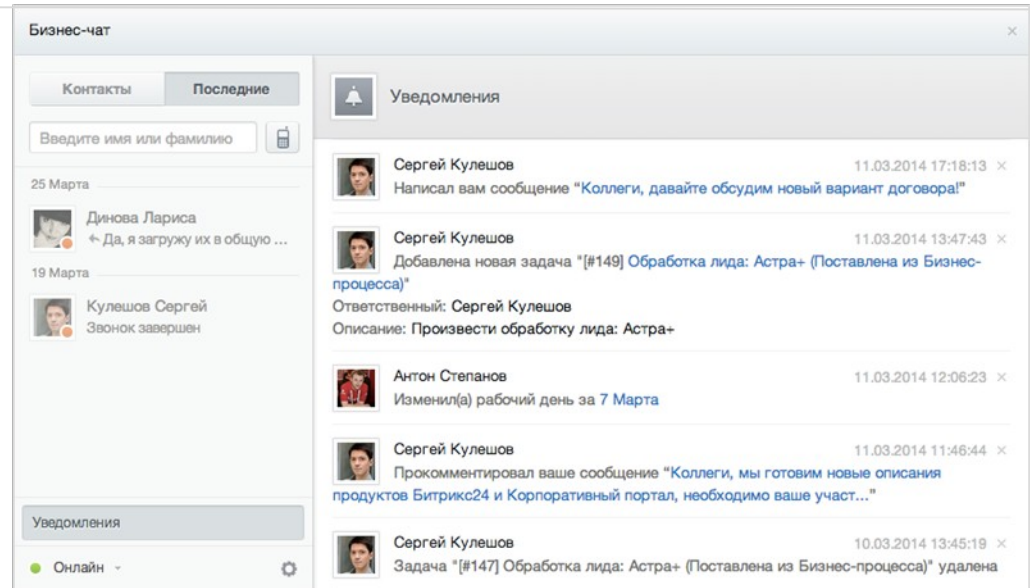 Бизнес-чат
Контакты
Последние
Введите имя или фамилию
25 Марта
Динова Лариса
Да, я загружу их в общую ...
19 Марта
Кулешов Сергей
Звонок завершен
Уведомления
Онлайн
Уведомления
Сергей Кулешов
11.03.2014 17:18:13
Написал вам сообщение "Коллеги, давайте обсудим новый вариант договора!"
Сергей Кулешов
11.03.2014 13:47:43
Добавлена новая задача "[#149] Обработка лида: Астра+ (Поставлена из Бизнес-
процесса)"
Ответственный: Сергей Кулешов
Описание: Произвести обработку лида: Астра+
Антон Степанов
11.03.2014 12:06:23
Изменил(а) рабочий день за 7 Марта
Сергей Кулешов
11.03.2014 11:46:44
Прокомментировал ваше сообщение "Коллеги, мы готовим новые описания
продуктов Битрикс24 и Корпоративный портал, необходимо ваше участ..."
Сергей Кулешов
10.03.2014 13:45:19
Задача "[#147] Обработка лида: Астра+ (Поставлена из Бизнес-процесса)" удалена